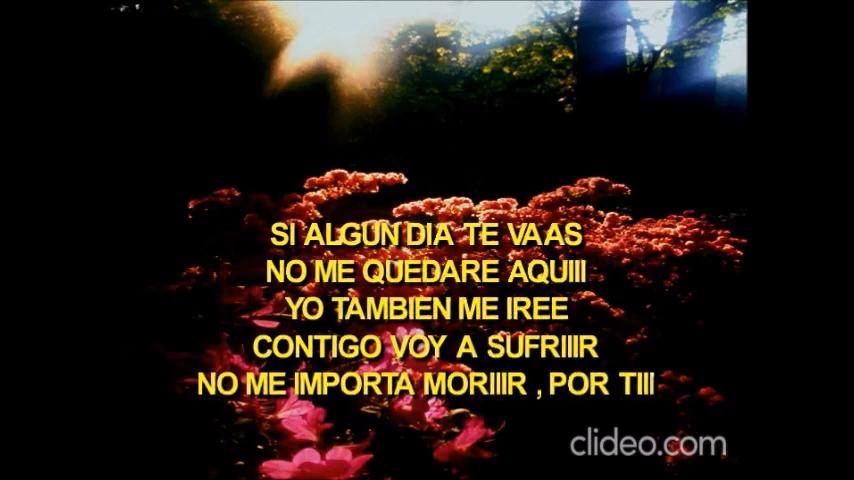 SI ALGUN DIA TE VAAS
NO ME QUEDARE AQUIII
YO TAMBIEN ME IREE
CONTIGO VOY A SUFRIIIR
NO ME IMPORTA MORIIIR , POR TIII
clideo.com